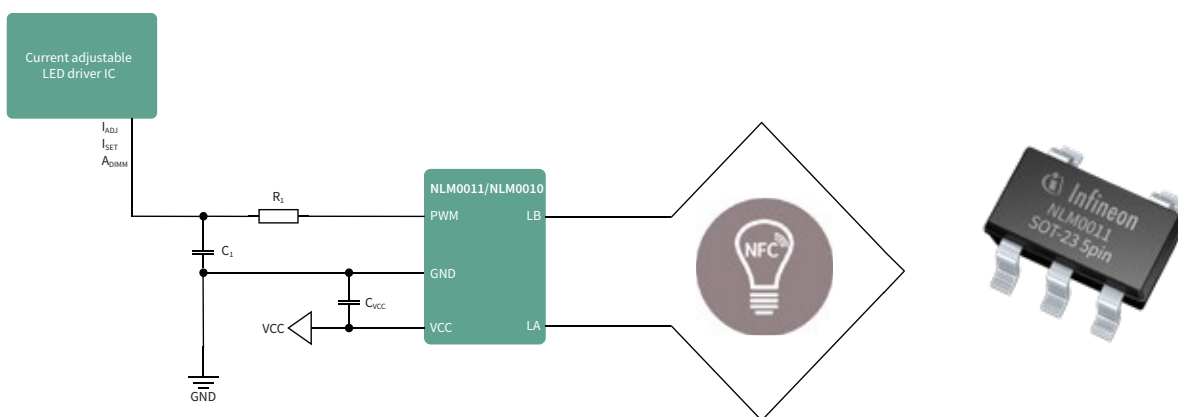 Current adjustable
LED driver IC
IADJ
ISET
ADIMM
R1
C1
NLM0011/NLM0010
PWM
LB
GND
CVCC
VCC
VCC
LA
GND
NFC
Infineon
NLM0011
SOT-23 5pin